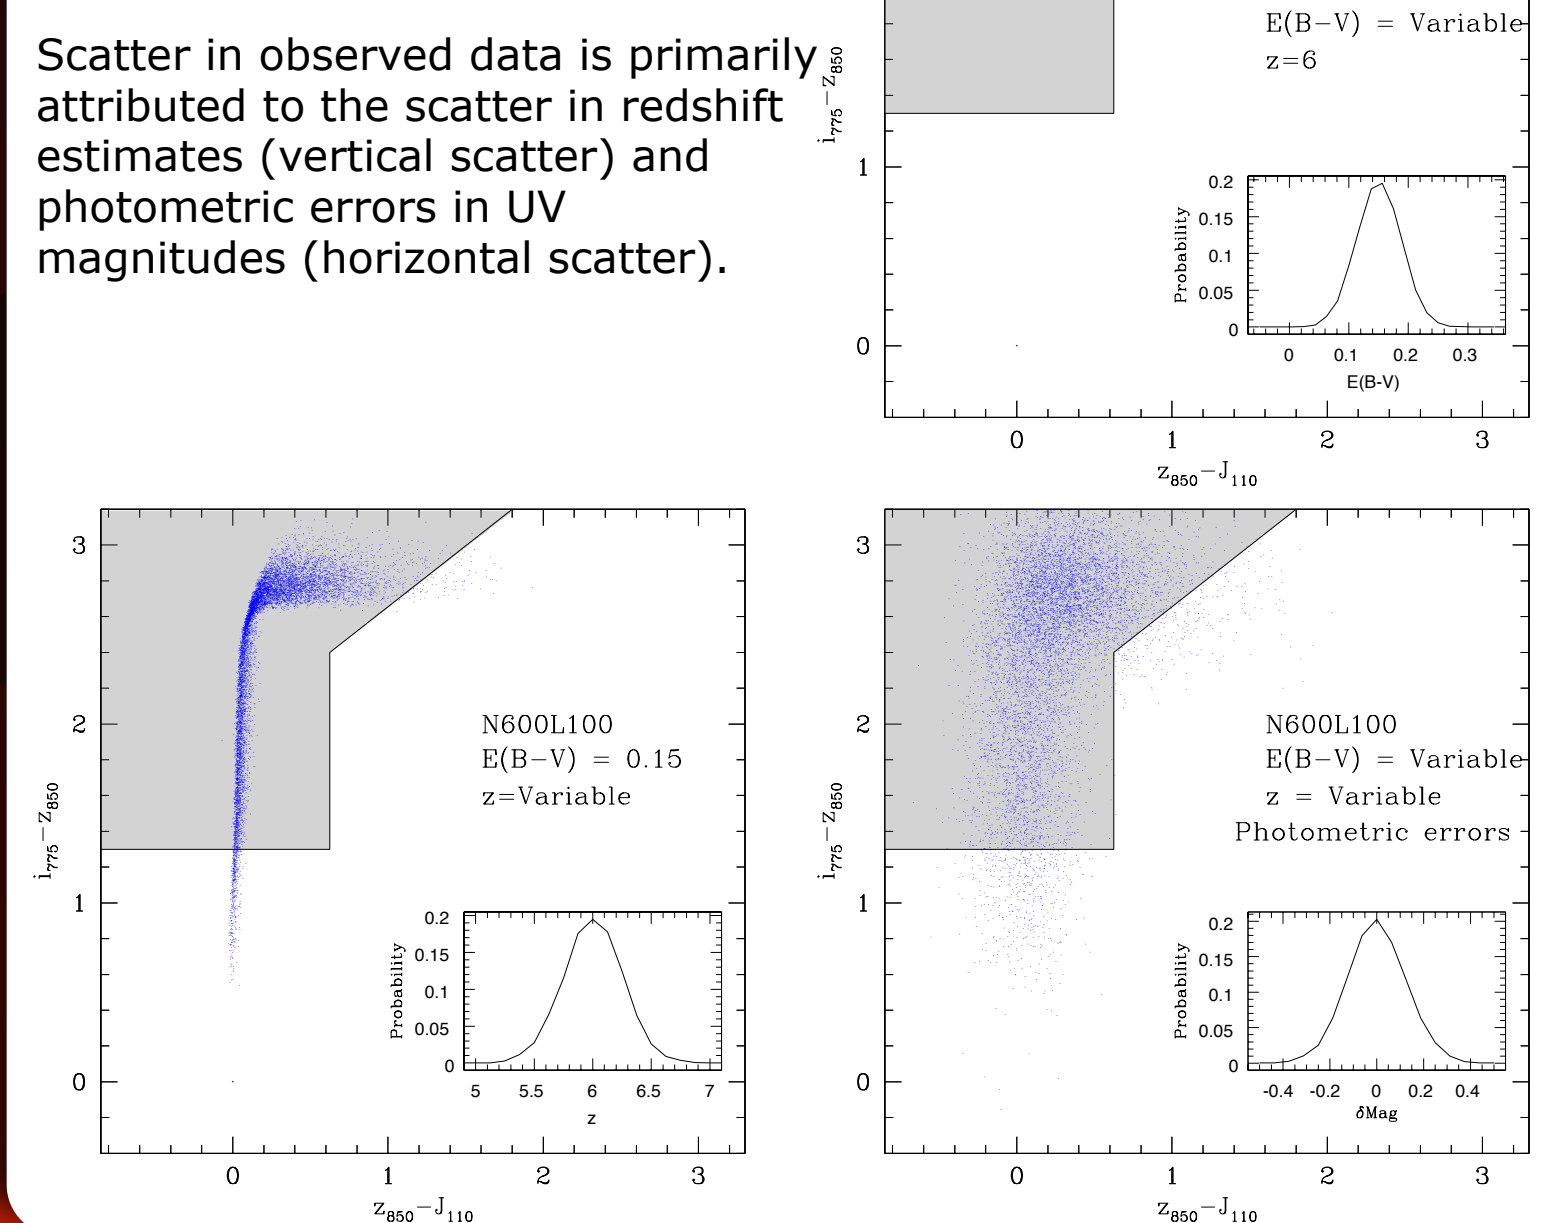 Scatter in observed data is primarily
attributed to the scatter in redshift
estimates (vertical scatter) and
photometric errors in UV
magnitudes (horizontal scatter).
E(B−V) = Variable
z=6
i775−z850
1
0
0
1
2
3
z850−J110
Probability
0.2
0.15
0.1
0.05
0
0
0.1
0.2
0.3
E(B-V)
3
2
1
0
i775−z850
N600L100
E(B−V) = 0.15
z=Variable
Probability
0.2
0.15
0.1
0.05
0
5
5.5
6
6.5
7
z
0
1
2
3
z850−J110
3
2
1
0
i775−z850
N600L100
E(B−V) = Variable
z = Variable
Photometric errors
Probability
0.2
0.15
0.1
0.05
0
-0.4
-0.2
0
0.2
0.4
δMag
0
1
2
3
z850−J110